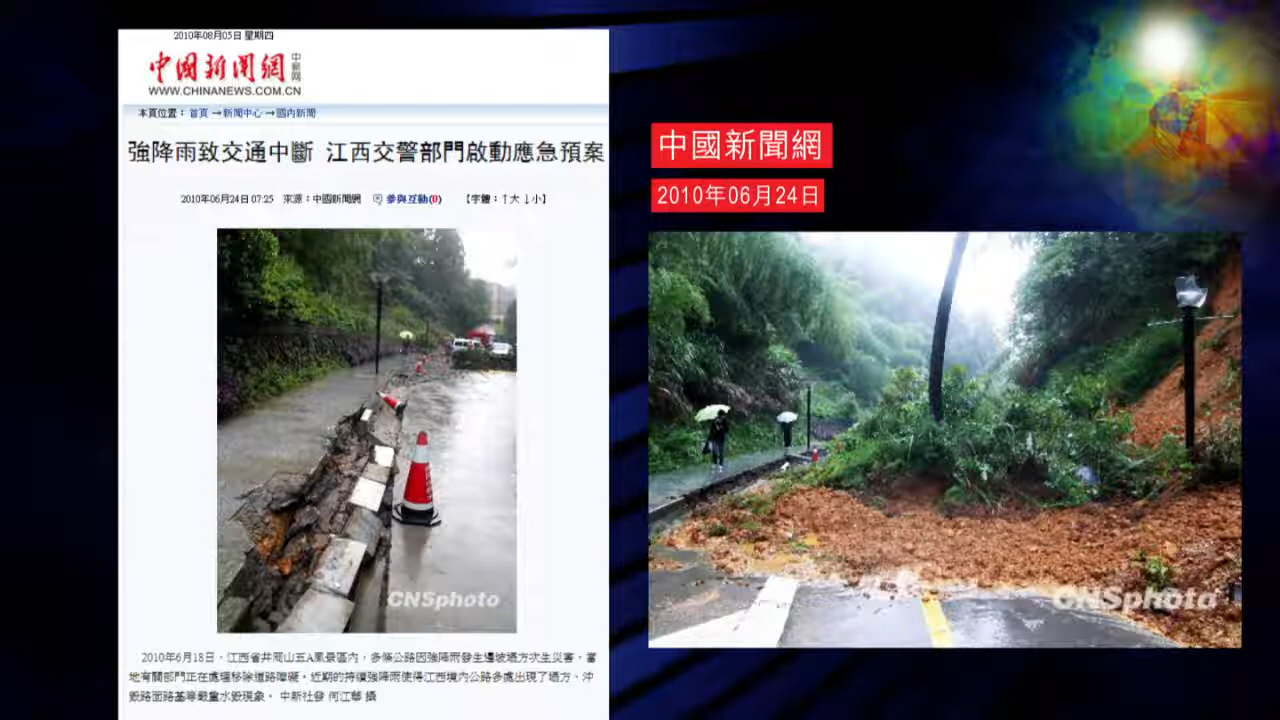 2010年08月05日 星期四
中國新聞網
中新网
WWW.CHINANEWS.COM.CN
本頁位置： 首頁 →新聞中心 →國內新聞
強降雨致交通中斷 江西交警部門啟動應急預案
2010年06月24日 07:25 來源：中國新聞網 參與互動(0) 【字體：↑大 ↓小】
CNSphoto
2010年6月18日，江西省井岡山五A風景區內，多條公路因強降雨發生邊坡塌方次生災害，當
地有關部門正在處理移除道路障礙。近期的持續強降雨使得江西境內公路多處出現了塌方、沖
毀路面路基等嚴重水毀現象。 中新社發 何江華 攝
中國新聞網
2010年06月24日
CNSphoto